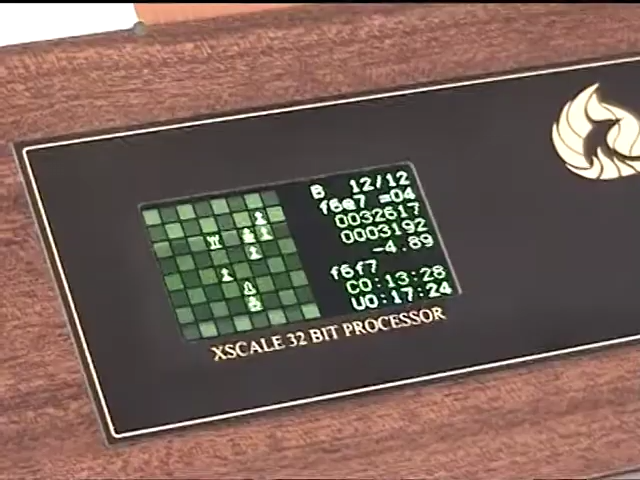 B 12/12
f6e7 =04
0032617
0003192
-4.89
f6f7
CO:13:28
UO:17:24
XSCALE 32 BIT PROCESSOR